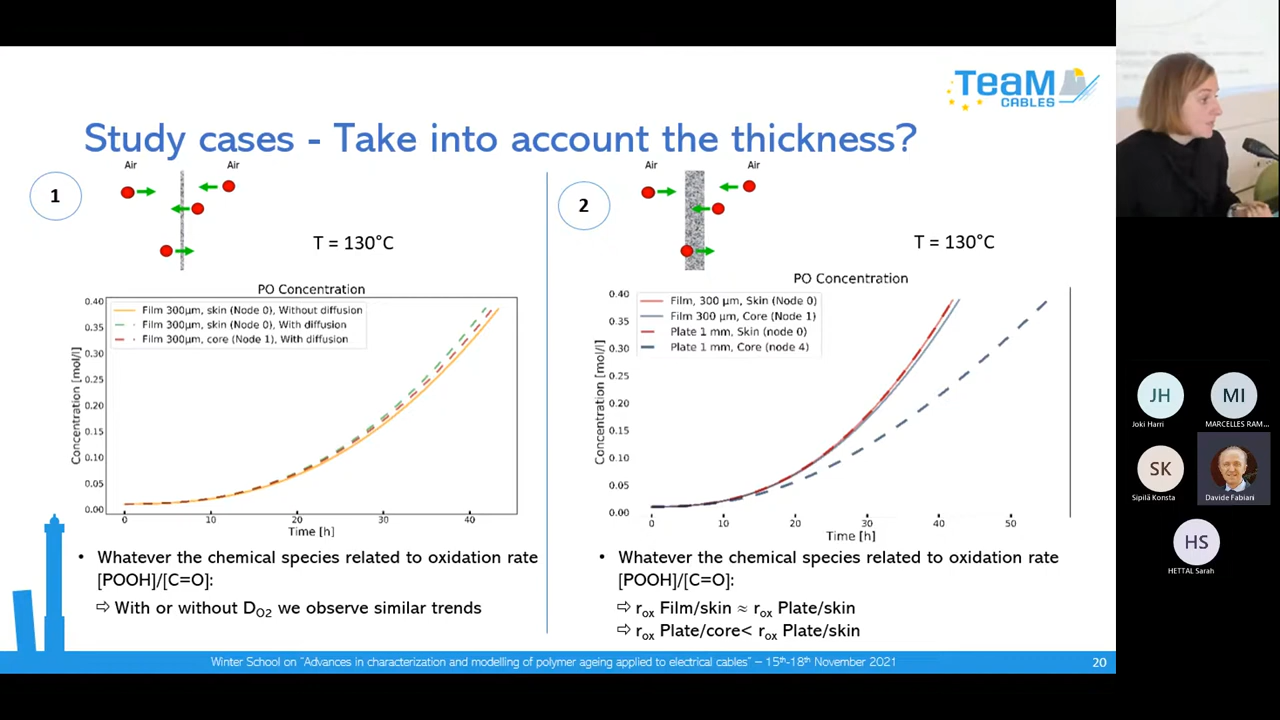 TeaM
CABLES
Study cases - Take into account the thickness?
1
Air
Air
T = 130°C
PO Concentration
Film 300μm, skin (Node 0), Without diffusion
Film 300μm, skin (Node 0), With diffusion
Film 300μm, core (Node 1), With diffusion
Concentration [mol/l]
0.40
0.35
0.30
0.25
0.20
0.15
0.10
0.05
0.00
0
10
20
30
40
Time [h]
• Whatever the chemical species related to oxidation rate
[POOH]/[C=O]:
⇨ With or without D_O2 we observe similar trends
2
Air
Air
T = 130°C
PO Concentration
Film, 300 μm, Skin (Node 0)
Film 300 μm, Core (Node 1)
Plate 1 mm, Skin (node 0)
Plate 1 mm, Core (node 4)
Concentration [mol/l]
0.40
0.35
0.30
0.25
0.20
0.15
0.10
0.05
0.00
0
10
20
30
40
50
Time [h]
• Whatever the chemical species related to oxidation rate
[POOH]/[C=O]:
⇨ r_ox Film/skin ≈ r_ox Plate/skin
⇨ r_ox Plate/core< r_ox Plate/skin
Winter School on "Advances in characterization and modelling of polymer ageing applied to electrical cables" – 15th-18th November 2021
20
JH
Joki Harri
MI
MARCELLES RAM...
SK
Sipilä Konsta
Davide Fabiani
HS
HETTAL Sarah